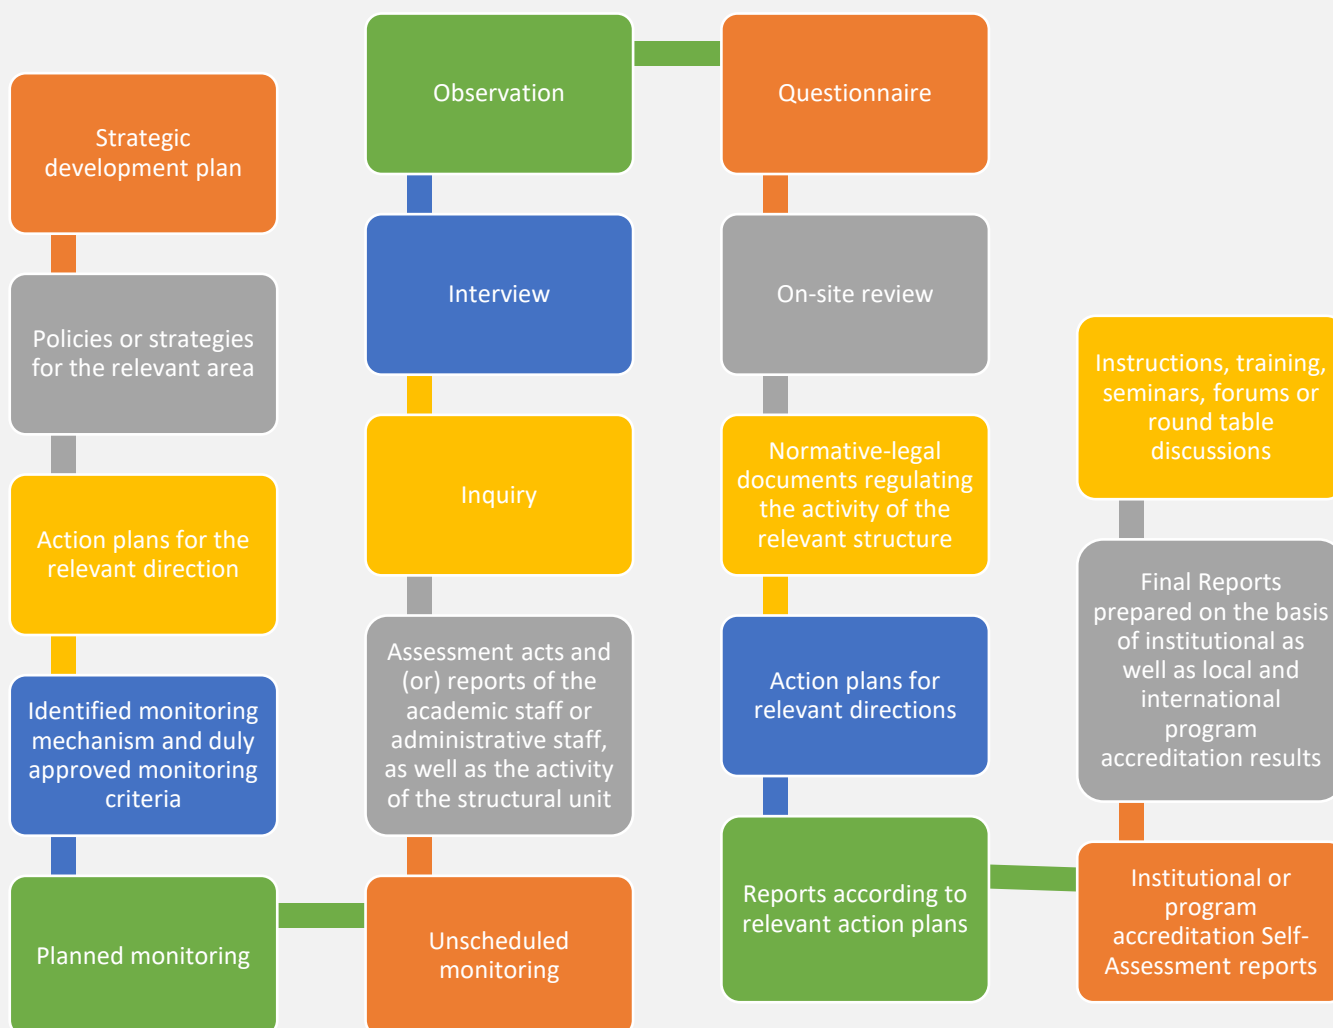 Strategic
development plan
Policies or strategies
for the relevant area
Action plans for the
relevant direction
Identified monitoring
mechanism and duly
approved monitoring
criteria
Planned monitoring
Unscheduled
monitoring
Assessment acts and
(or) reports of the
academic staff or
administrative staff,
as well as the activity
of the structural unit
Inquiry
Interview
Observation
Questionnaire
On-site review
Normative-legal
documents regulating
the activity of the
relevant structure
Action plans for
relevant directions
Reports according to
relevant action plans
Institutional or
program
accreditation Self-
Assessment reports
Final Reports
prepared on the basis
of institutional as
well as local and
international
program
accreditation results
Instructions, training,
seminars, forums or
round table
discussions